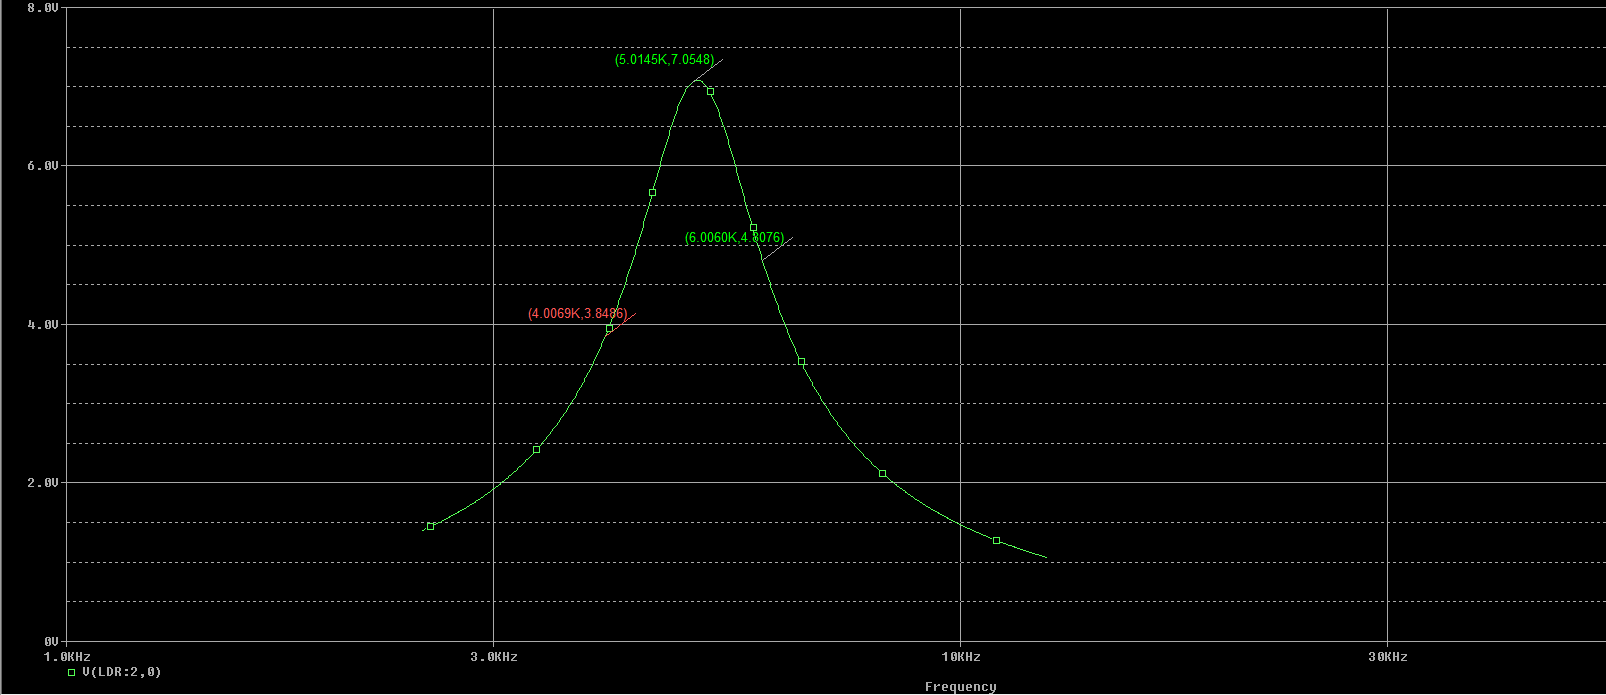 8.0V
(5.0145K,7.0548)
6.0V
(6.0060K,4.8076)
(4.0069K,3.8486)
4.0V
2.0V
0V
1.0KHz 3.0KHz 10KHz 30KHz
V(LDR:2,0)
Frequency